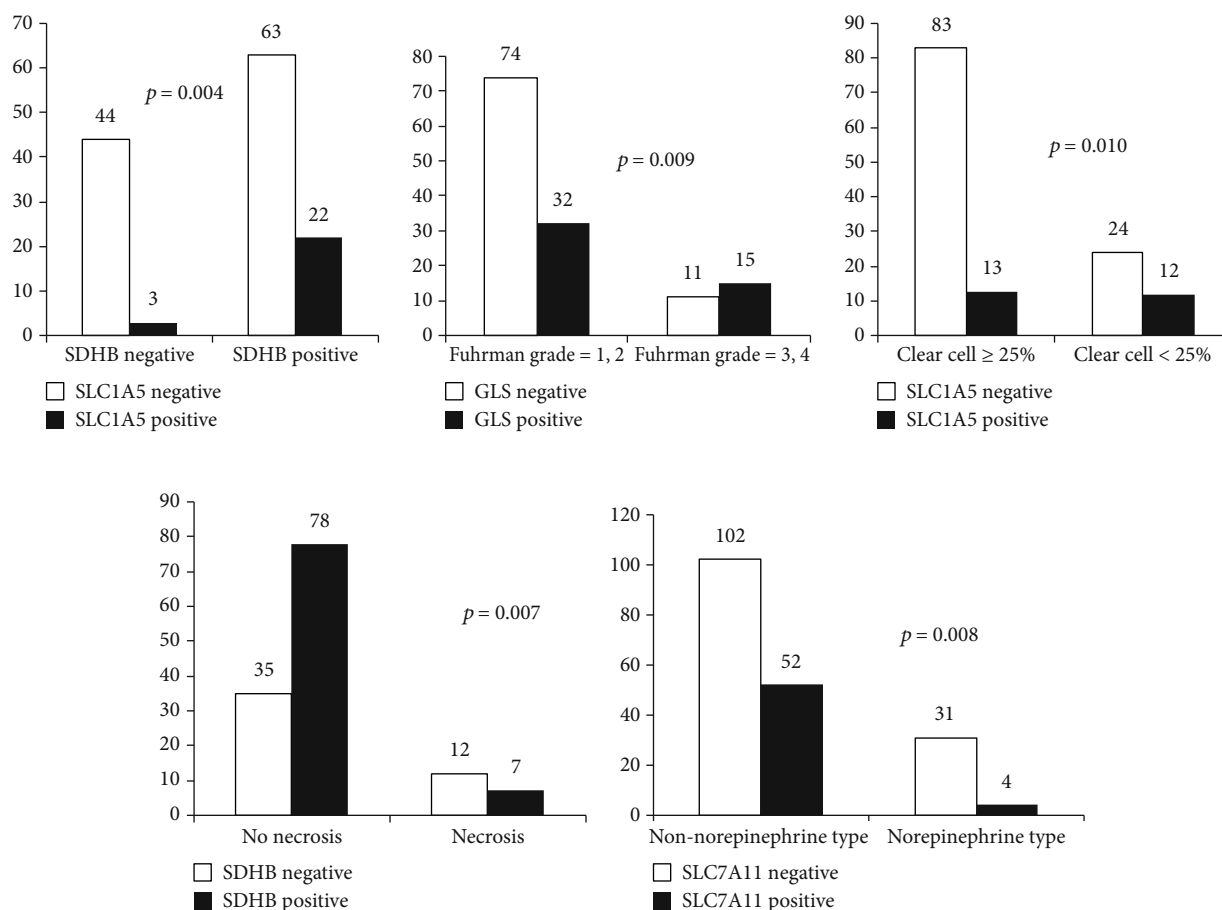 70
60
50
40
30
20
10
0
44
3
63
22
p = 0.004
SDHB negative
SDHB positive
SLC1A5 negative
SLC1A5 positive
80
70
60
50
40
30
20
10
0
74
32
11
15
p = 0.009
Fuhrman grade = 1, 2
Fuhrman grade = 3, 4
GLS negative
GLS positive
90
80
70
60
50
40
30
20
10
0
83
13
24
12
p = 0.010
Clear cell ≥ 25%
Clear cell < 25%
SLC1A5 negative
SLC1A5 positive
90
80
70
60
50
40
30
20
10
0
35
78
12
7
p = 0.007
No necrosis
Necrosis
SDHB negative
SDHB positive
120
100
80
60
40
20
0
102
52
31
4
p = 0.008
Non-norepinephrine type
Norepinephrine type
SLC7A11 negative
SLC7A11 positive